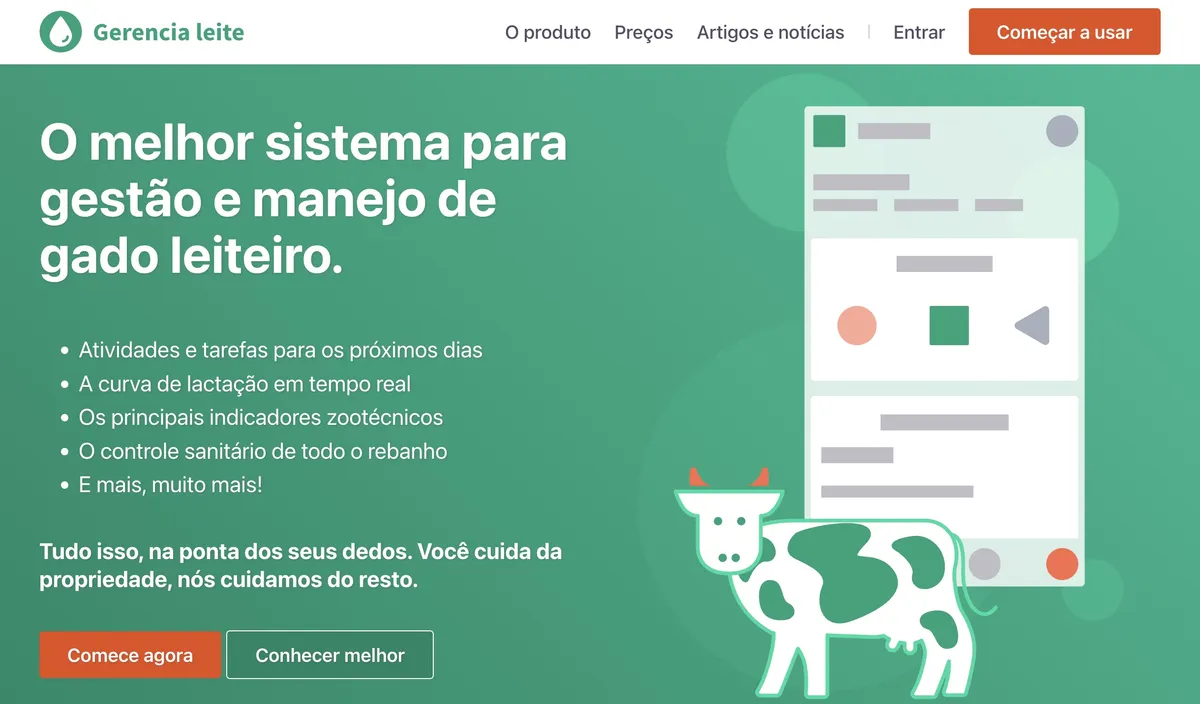 Gerencia leite
O produto
Preços
Artigos e notícias
Entrar
Começar a usar
O melhor sistema para
gestão e manejo de
gado leiteiro.
• Atividades e tarefas para os próximos dias
• A curva de lactação em tempo real
• Os principais indicadores zootécnicos
• O controle sanitário de todo o rebanho
• E mais, muito mais!
Tudo isso, na ponta dos seus dedos. Você cuida da
propriedade, nós cuidamos do resto.
Comece agora
Conhecer melhor